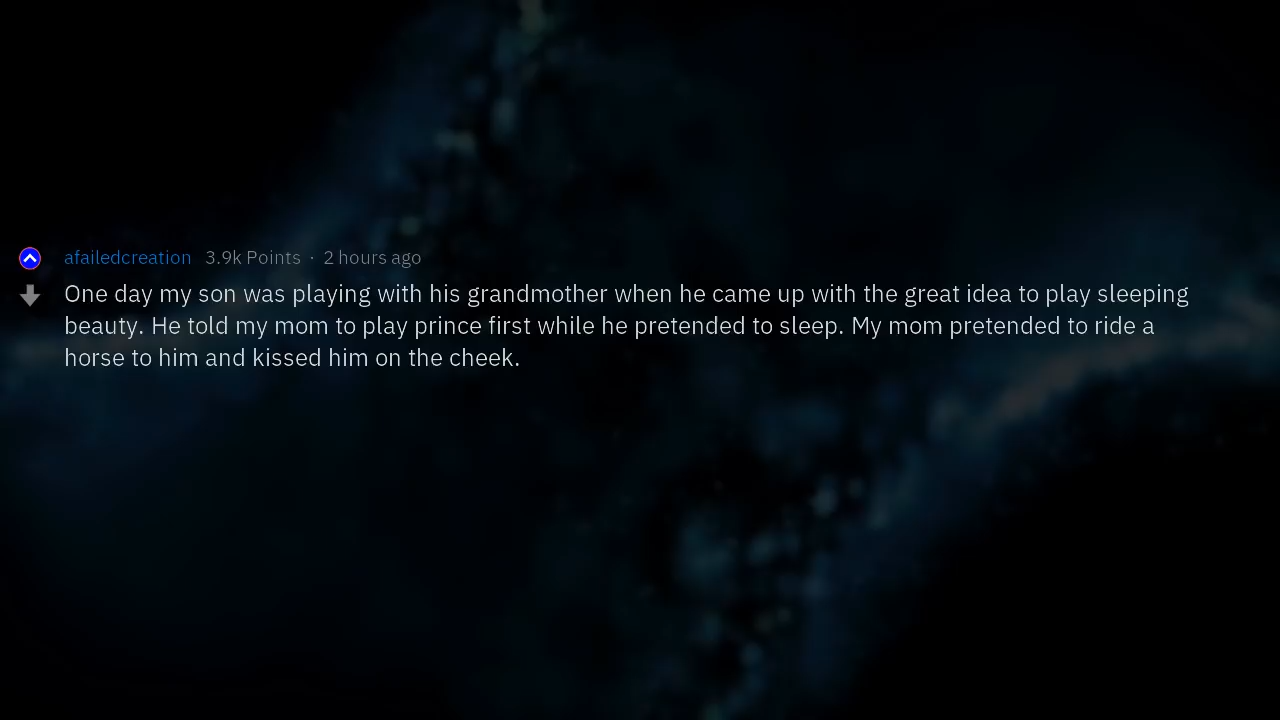 afailedcreation 3.9k Points · 2 hours ago
One day my son was playing with his grandmother when he came up with the great idea to play sleeping
beauty. He told my mom to play prince first while he pretended to sleep. My mom pretended to ride a
horse to him and kissed him on the cheek.